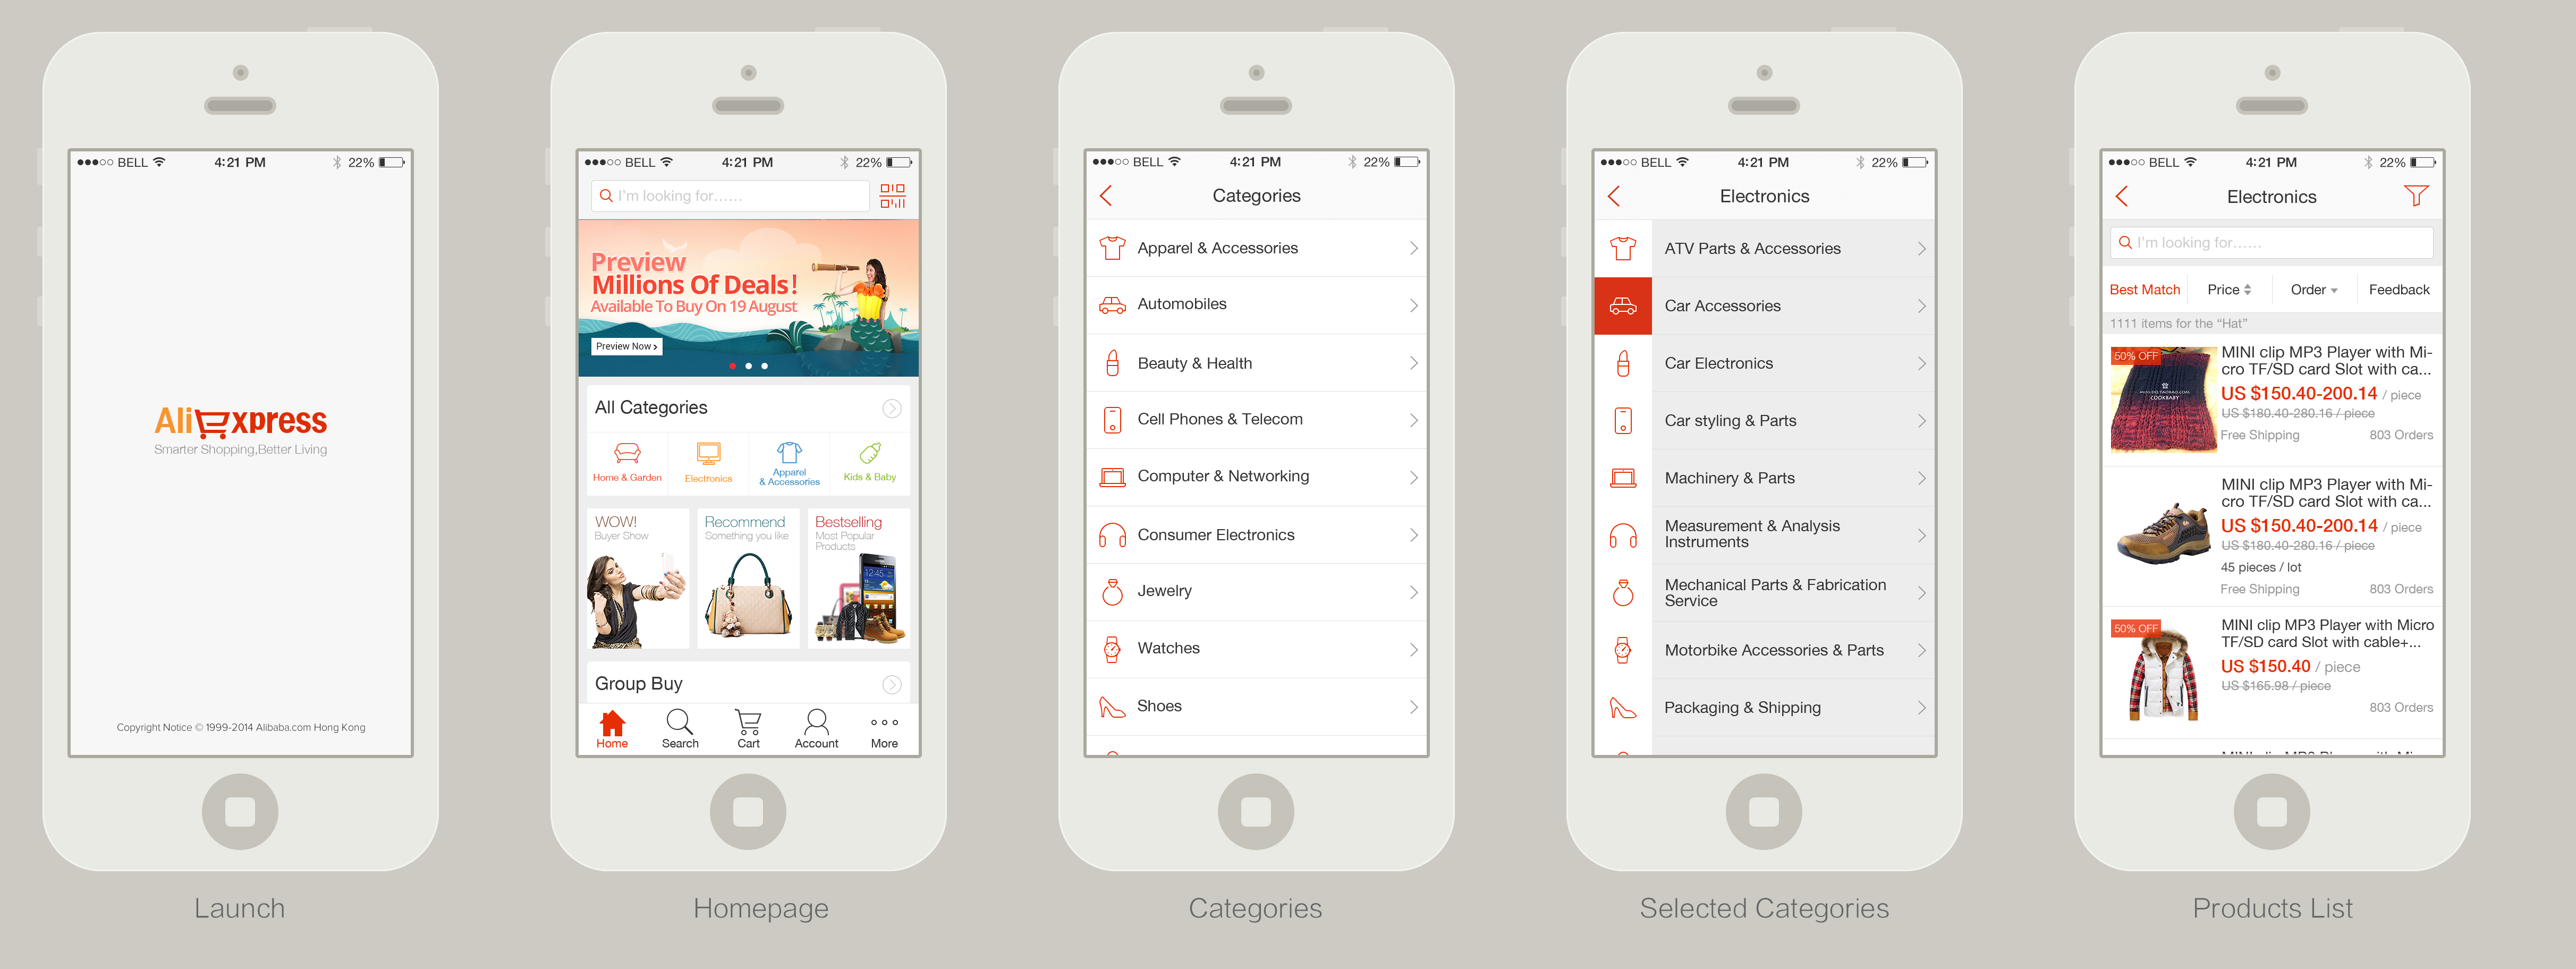 BELL 4:21 PM 22%
AliExpress
Smarter Shopping,Better Living
Copyright Notice © 1999-2014 Alibaba.com Hong Kong
Launch
BELL 4:21 PM 22%
I'm looking for......
Preview
Millions Of Deals!
Available To Buy On 19 August
Preview Now ›
All Categories
Home & Garden
Electronics
Apparel
& Accessories
Kids & Baby
WOW!
Buyer Show
Recommend
Something you like
Bestselling
Most Popular
Products
12:45
Group Buy
Home
Search
Cart
Account
More
Homepage
BELL 4:21 PM 22%
Categories
Apparel & Accessories
Automobiles
Beauty & Health
Cell Phones & Telecom
Computer & Networking
Consumer Electronics
Jewelry
Watches
Shoes
Categories
BELL 4:21 PM 22%
Electronics
ATV Parts & Accessories
Car Accessories
Car Electronics
Car styling & Parts
Machinery & Parts
Measurement & Analysis
Instruments
Mechanical Parts & Fabrication
Service
Motorbike Accessories & Parts
Packaging & Shipping
Selected Categories
BELL 4:21 PM 22%
Electronics
I'm looking for......
Best Match Price Order Feedback
1111 items for the “Hat”
50% OFF
COOKBABY
MINI clip MP3 Player with Mi-
cro TF/SD card Slot with ca...
US $150.40-200.14 / piece
US $180.40-280.16 / piece
Free Shipping 803 Orders
MINI clip MP3 Player with Mi-
cro TF/SD card Slot with ca...
US $150.40-200.14 / piece
US $180.40-280.16 / piece
45 pieces / lot
Free Shipping 803 Orders
50% OFF
MINI clip MP3 Player with Micro
TF/SD card Slot with cable+...
US $150.40 / piece
US $165.98 / piece
803 Orders
Products List